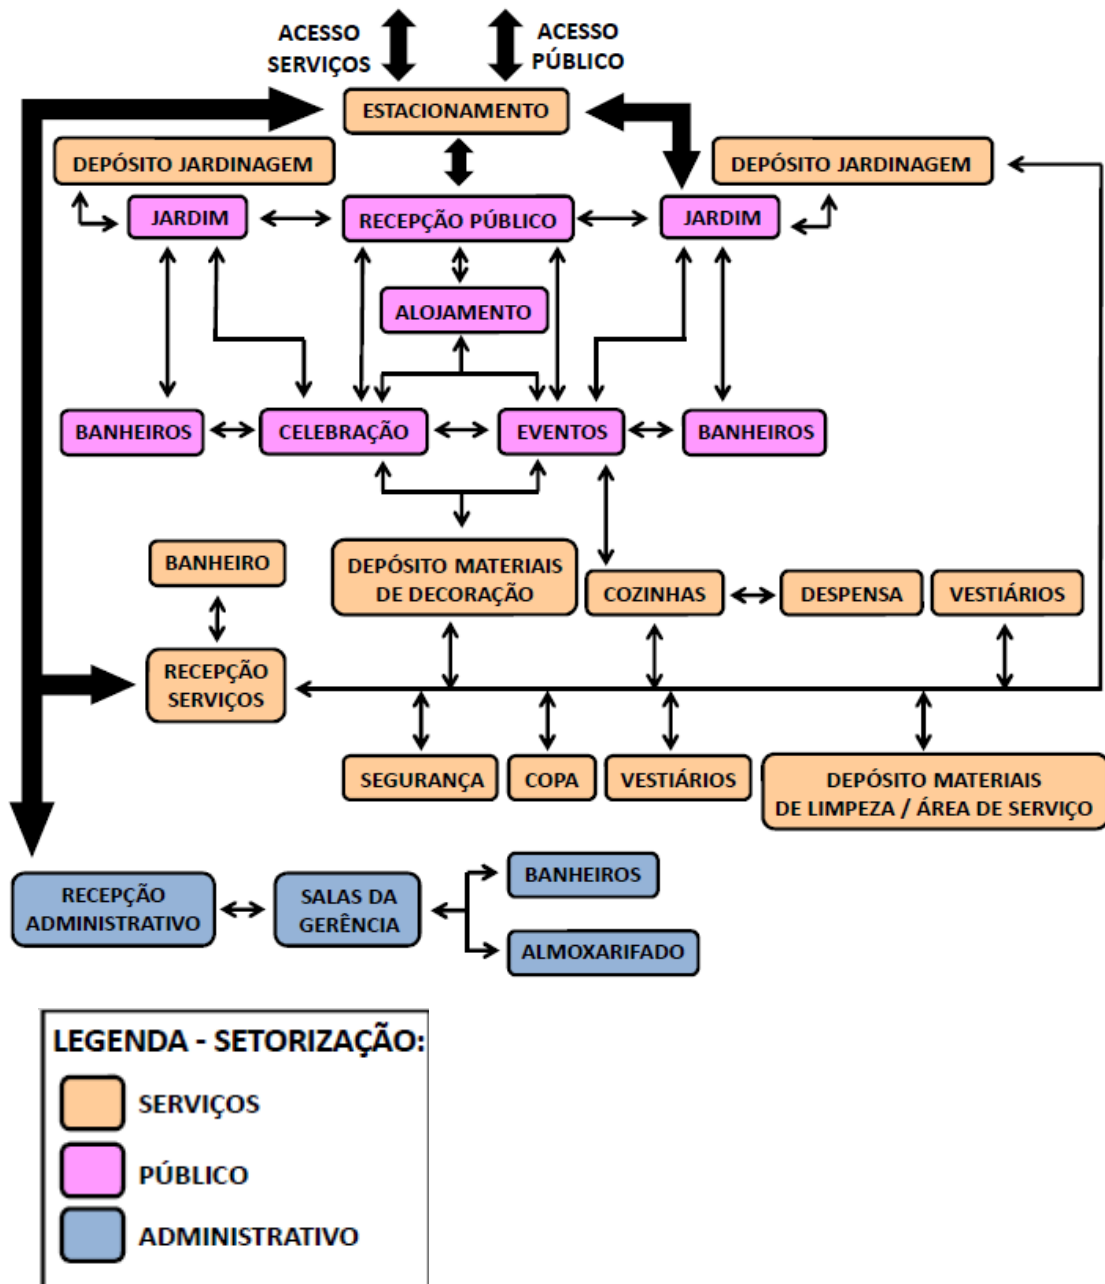 ACESSO
SERVIÇOS
ACESSO
PÚBLICO
ESTACIONAMENTO
DEPÓSITO JARDINAGEM
DEPÓSITO JARDINAGEM
JARDIM
RECEPÇÃO PÚBLICO
JARDIM
ALOJAMENTO
BANHEIROS
CELEBRAÇÃO
EVENTOS
BANHEIROS
BANHEIRO
DEPÓSITO MATERIAIS
DE DECORAÇÃO
COZINHAS
DESPENSA
VESTIÁRIOS
RECEPÇÃO
SERVIÇOS
SEGURANÇA
COPA
VESTIÁRIOS
DEPÓSITO MATERIAIS
DE LIMPEZA / ÁREA DE SERVIÇO
RECEPÇÃO
ADMINISTRATIVO
SALAS DA
GERÊNCIA
BANHEIROS
ALMOXARIFADO
LEGENDA - SETORIZAÇÃO:
SERVIÇOS
PÚBLICO
ADMINISTRATIVO